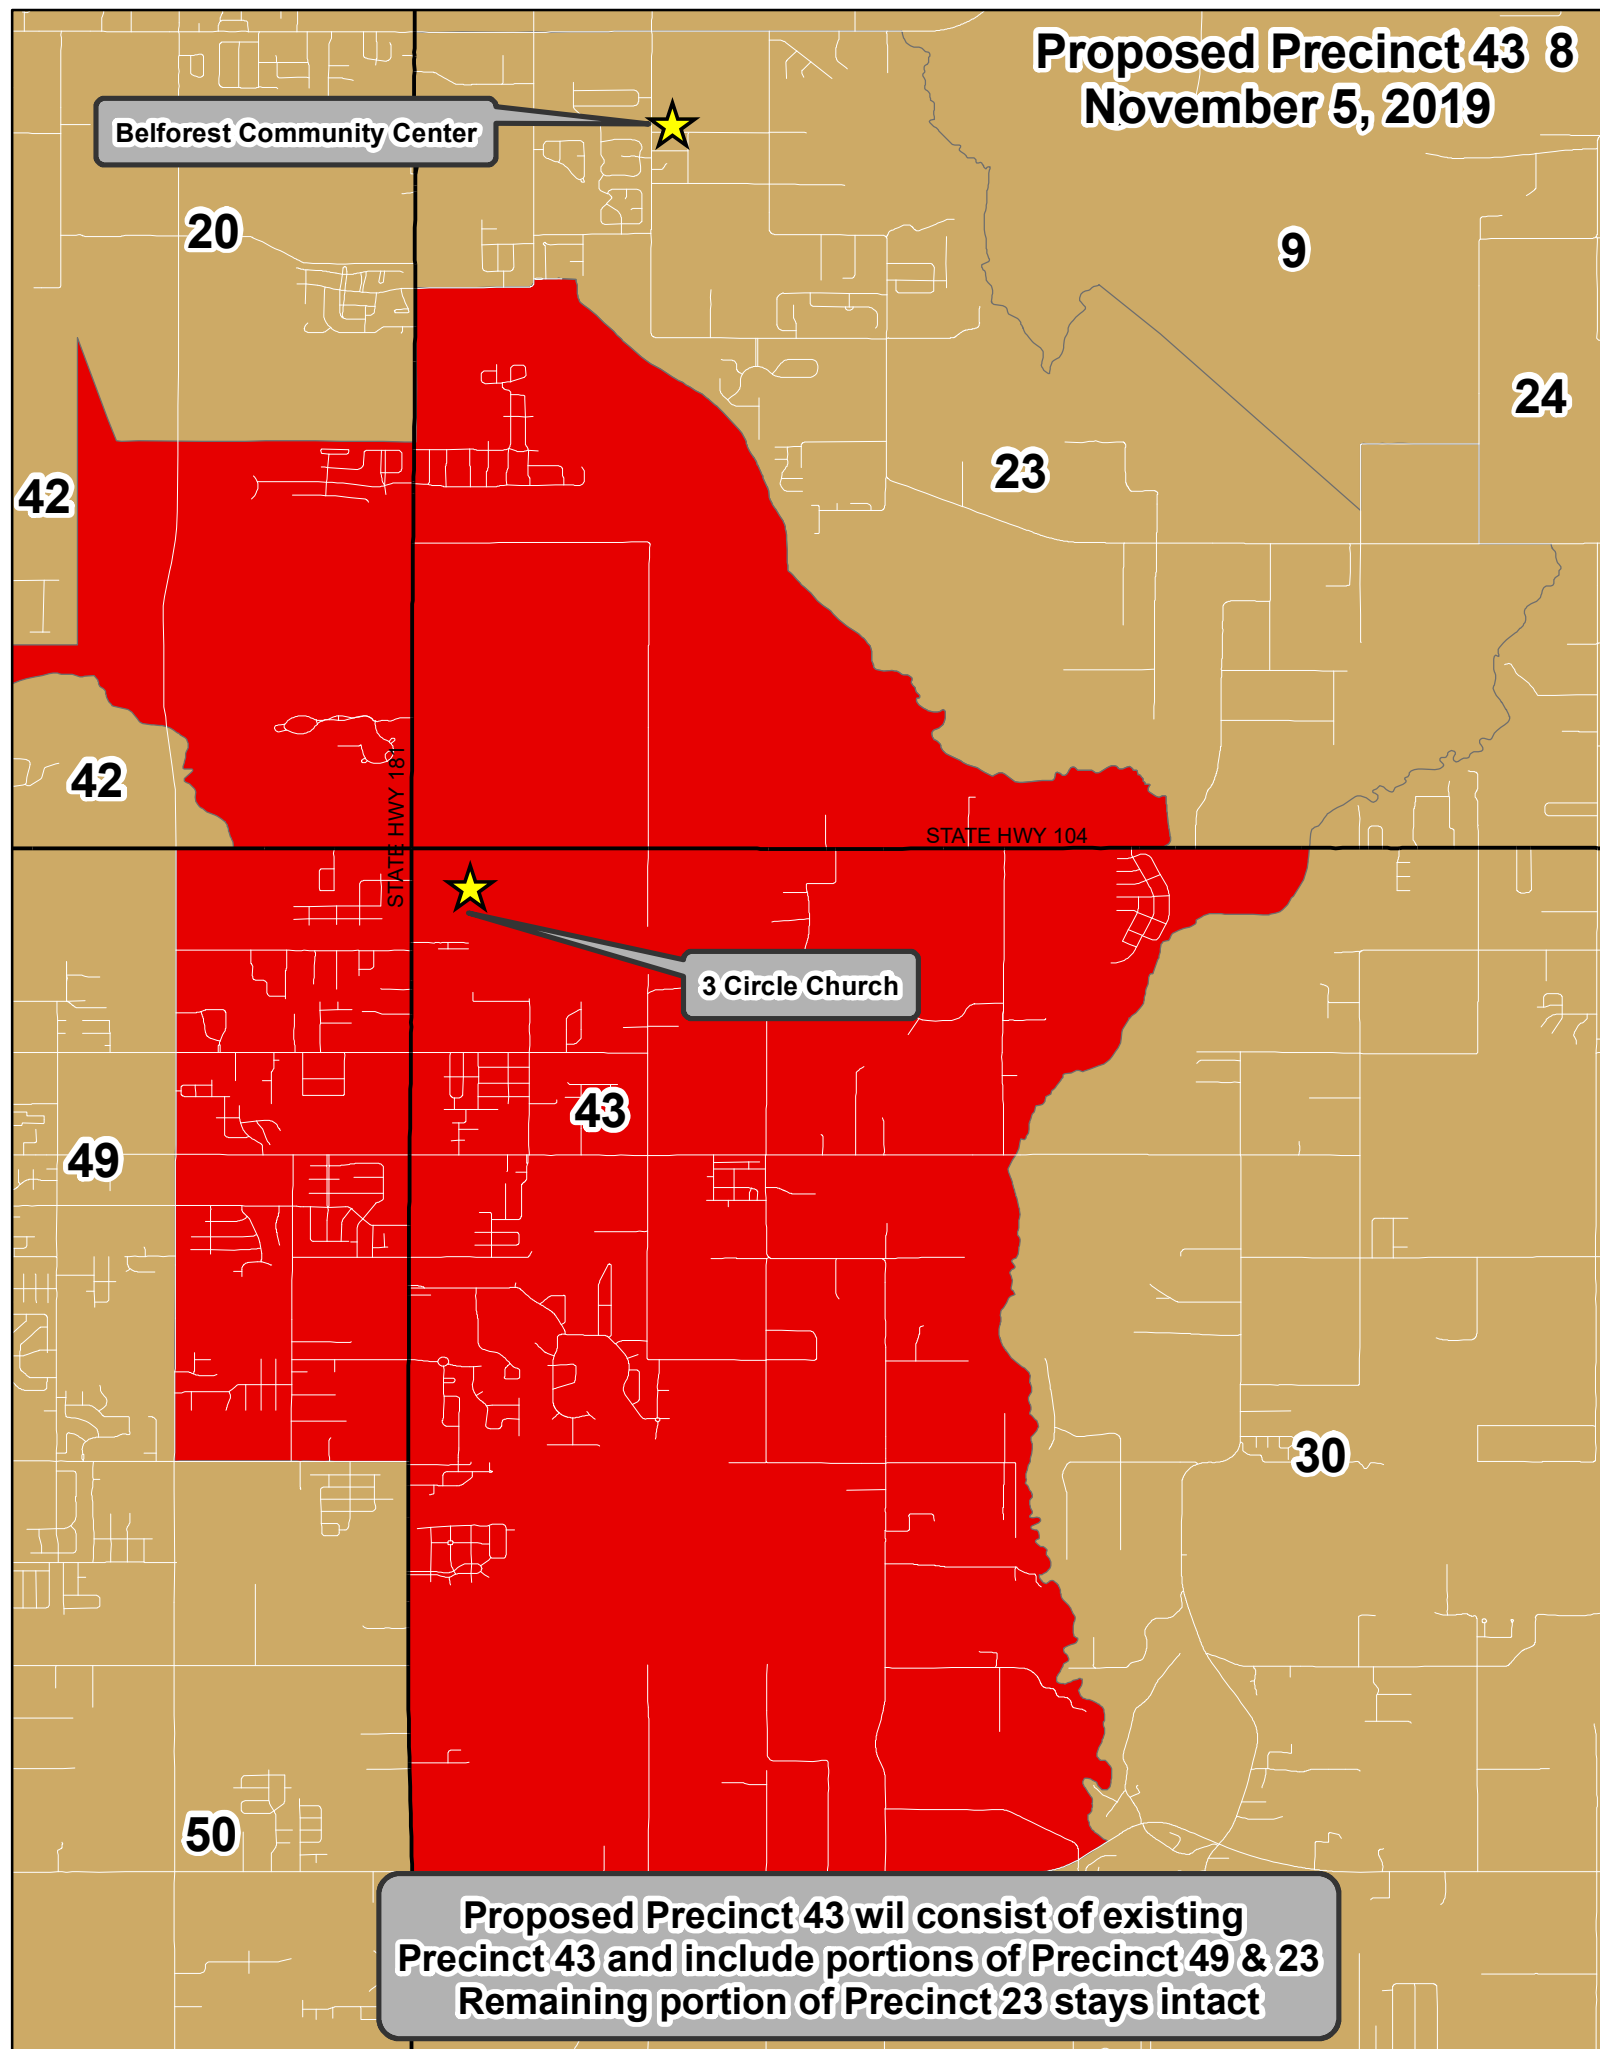 Proposed Precinct 43 8
November 5, 2019
Belforest Community Center
20
9
24
23
42
42
STATE HWY 181
STATE HWY 104
3 Circle Church
43
49
30
50
Proposed Precinct 43 wil consist of existing
Precinct 43 and include portions of Precinct 49 & 23
Remaining portion of Precinct 23 stays intact